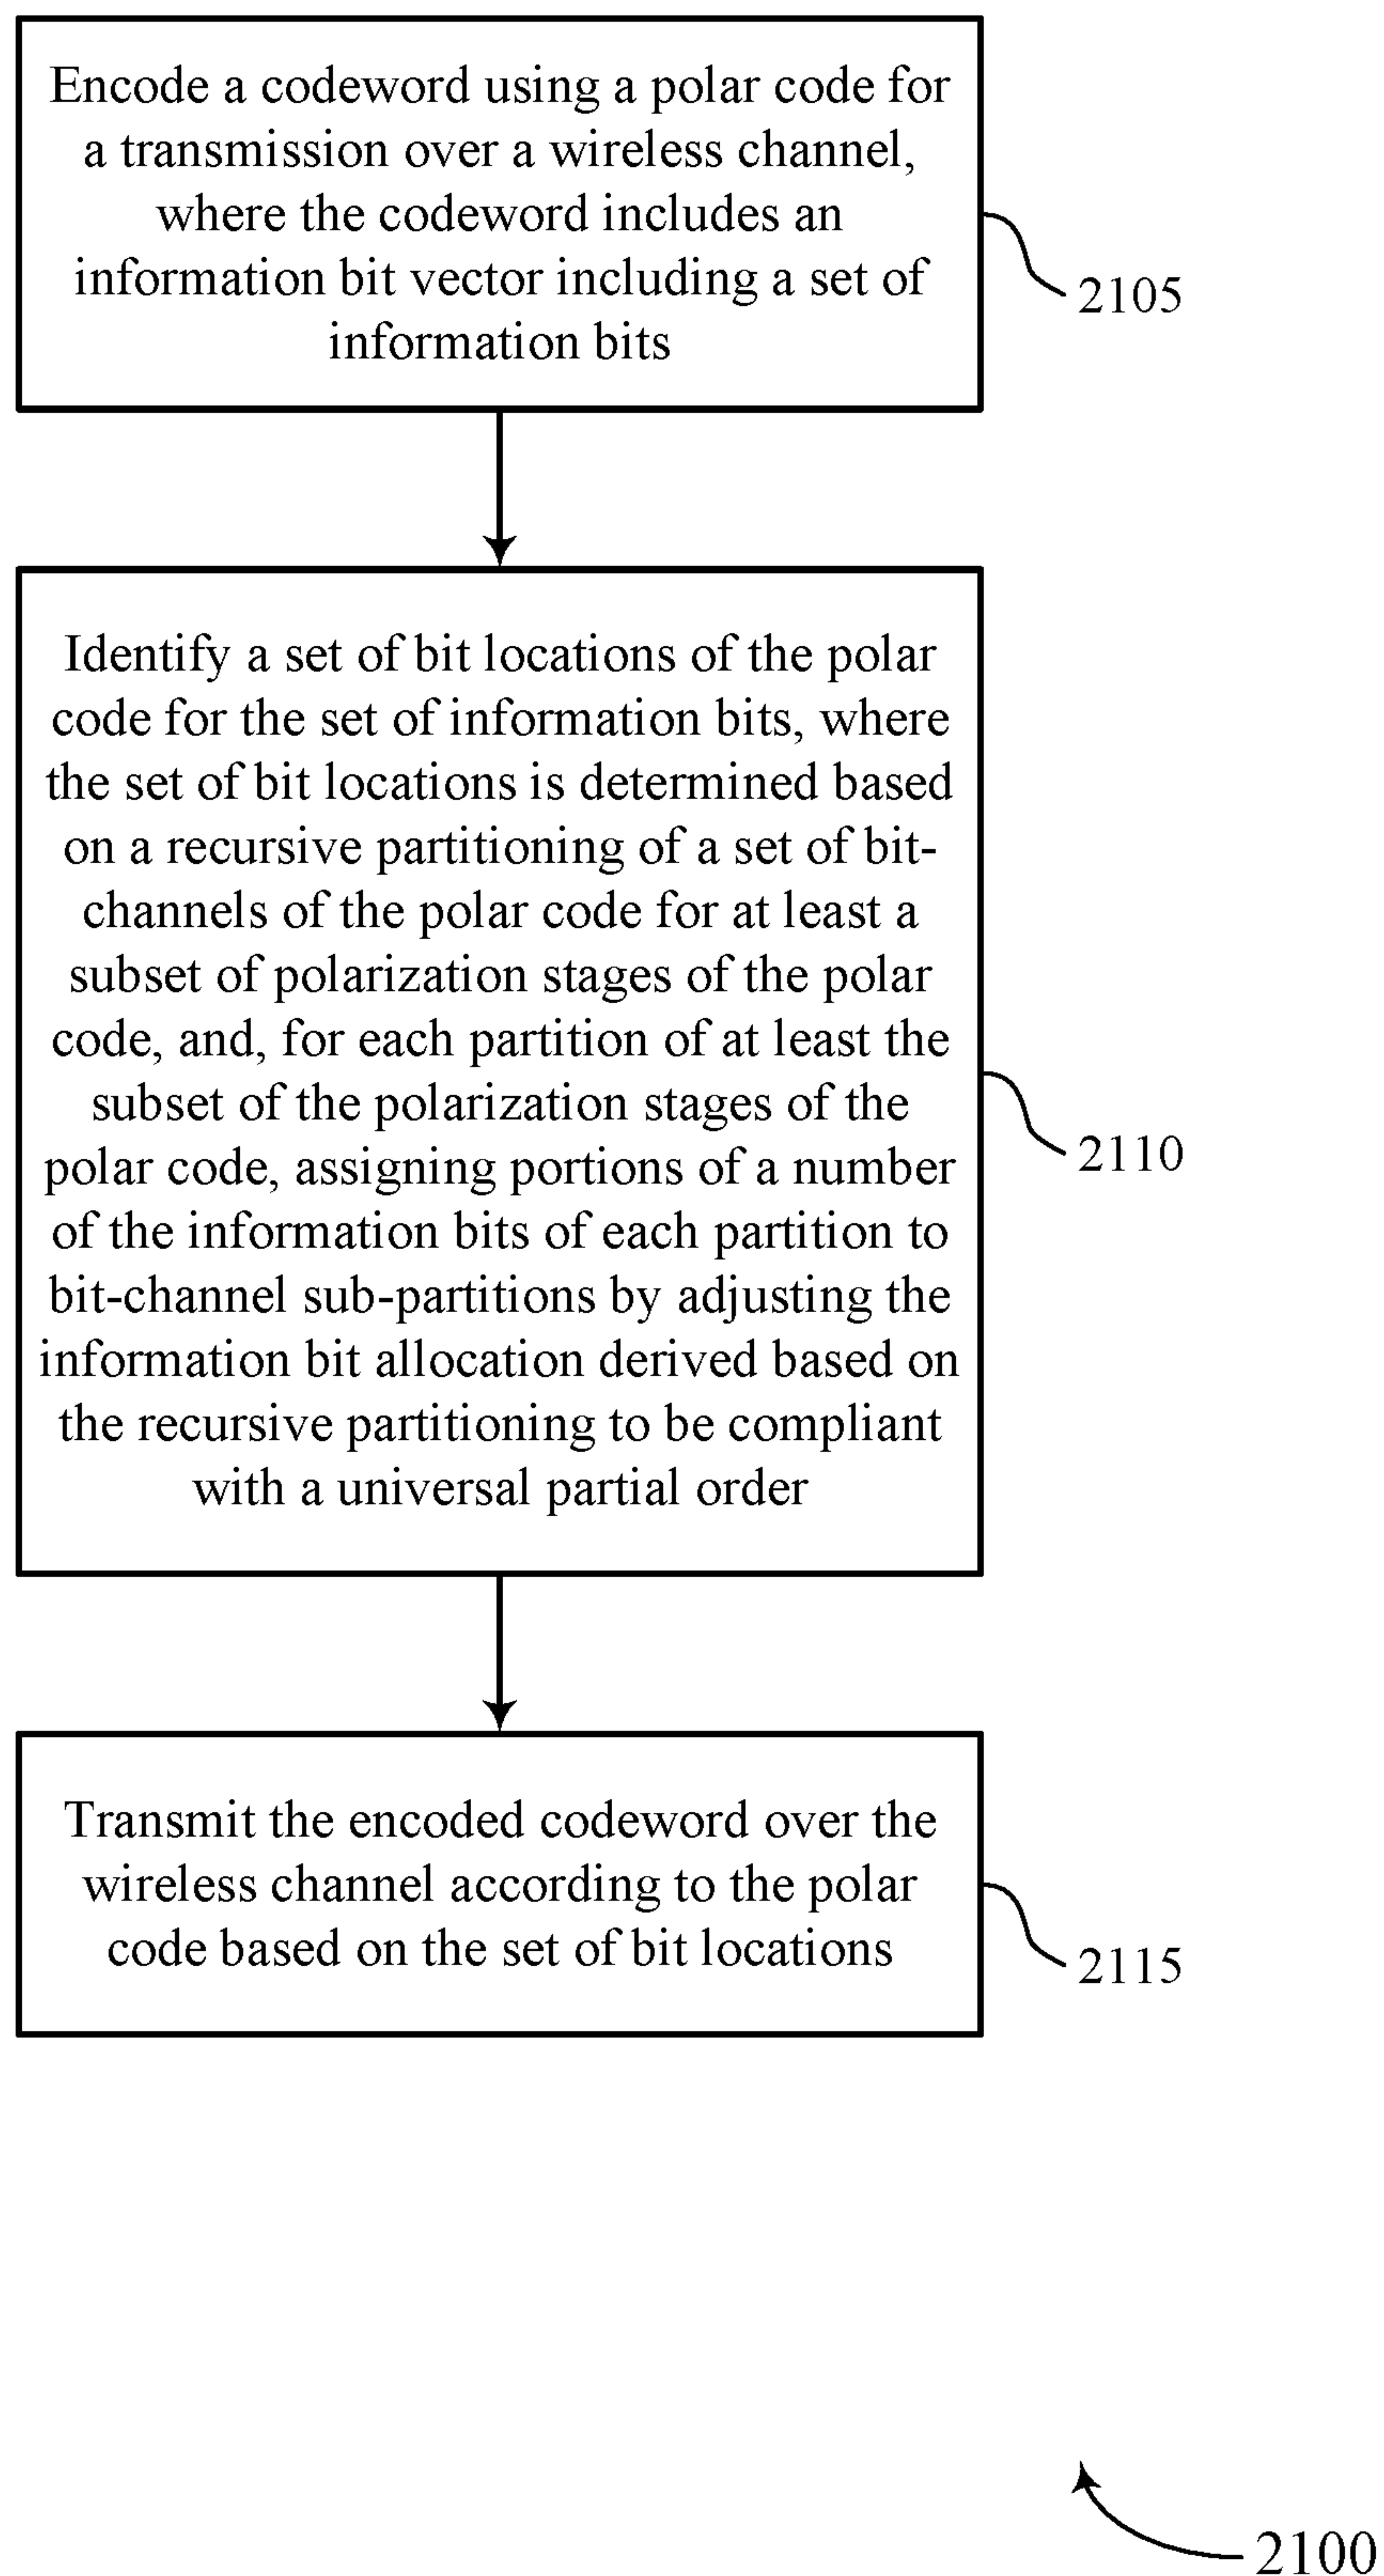 Encode a codeword using a polar code for
a transmission over a wireless channel,
where the codeword includes an
information bit vector including a set of
information bits
2105
Identify a set of bit locations of the polar
code for the set of information bits, where
the set of bit locations is determined based
on a recursive partitioning of a set of bit-
channels of the polar code for at least a
subset of polarization stages of the polar
code, and, for each partition of at least the
subset of the polarization stages of the
polar code, assigning portions of a number
of the information bits of each partition to
bit-channel sub-partitions by adjusting the
information bit allocation derived based on
the recursive partitioning to be compliant
with a universal partial order
2110
Transmit the encoded codeword over the
wireless channel according to the polar
code based on the set of bit locations
2115
2100